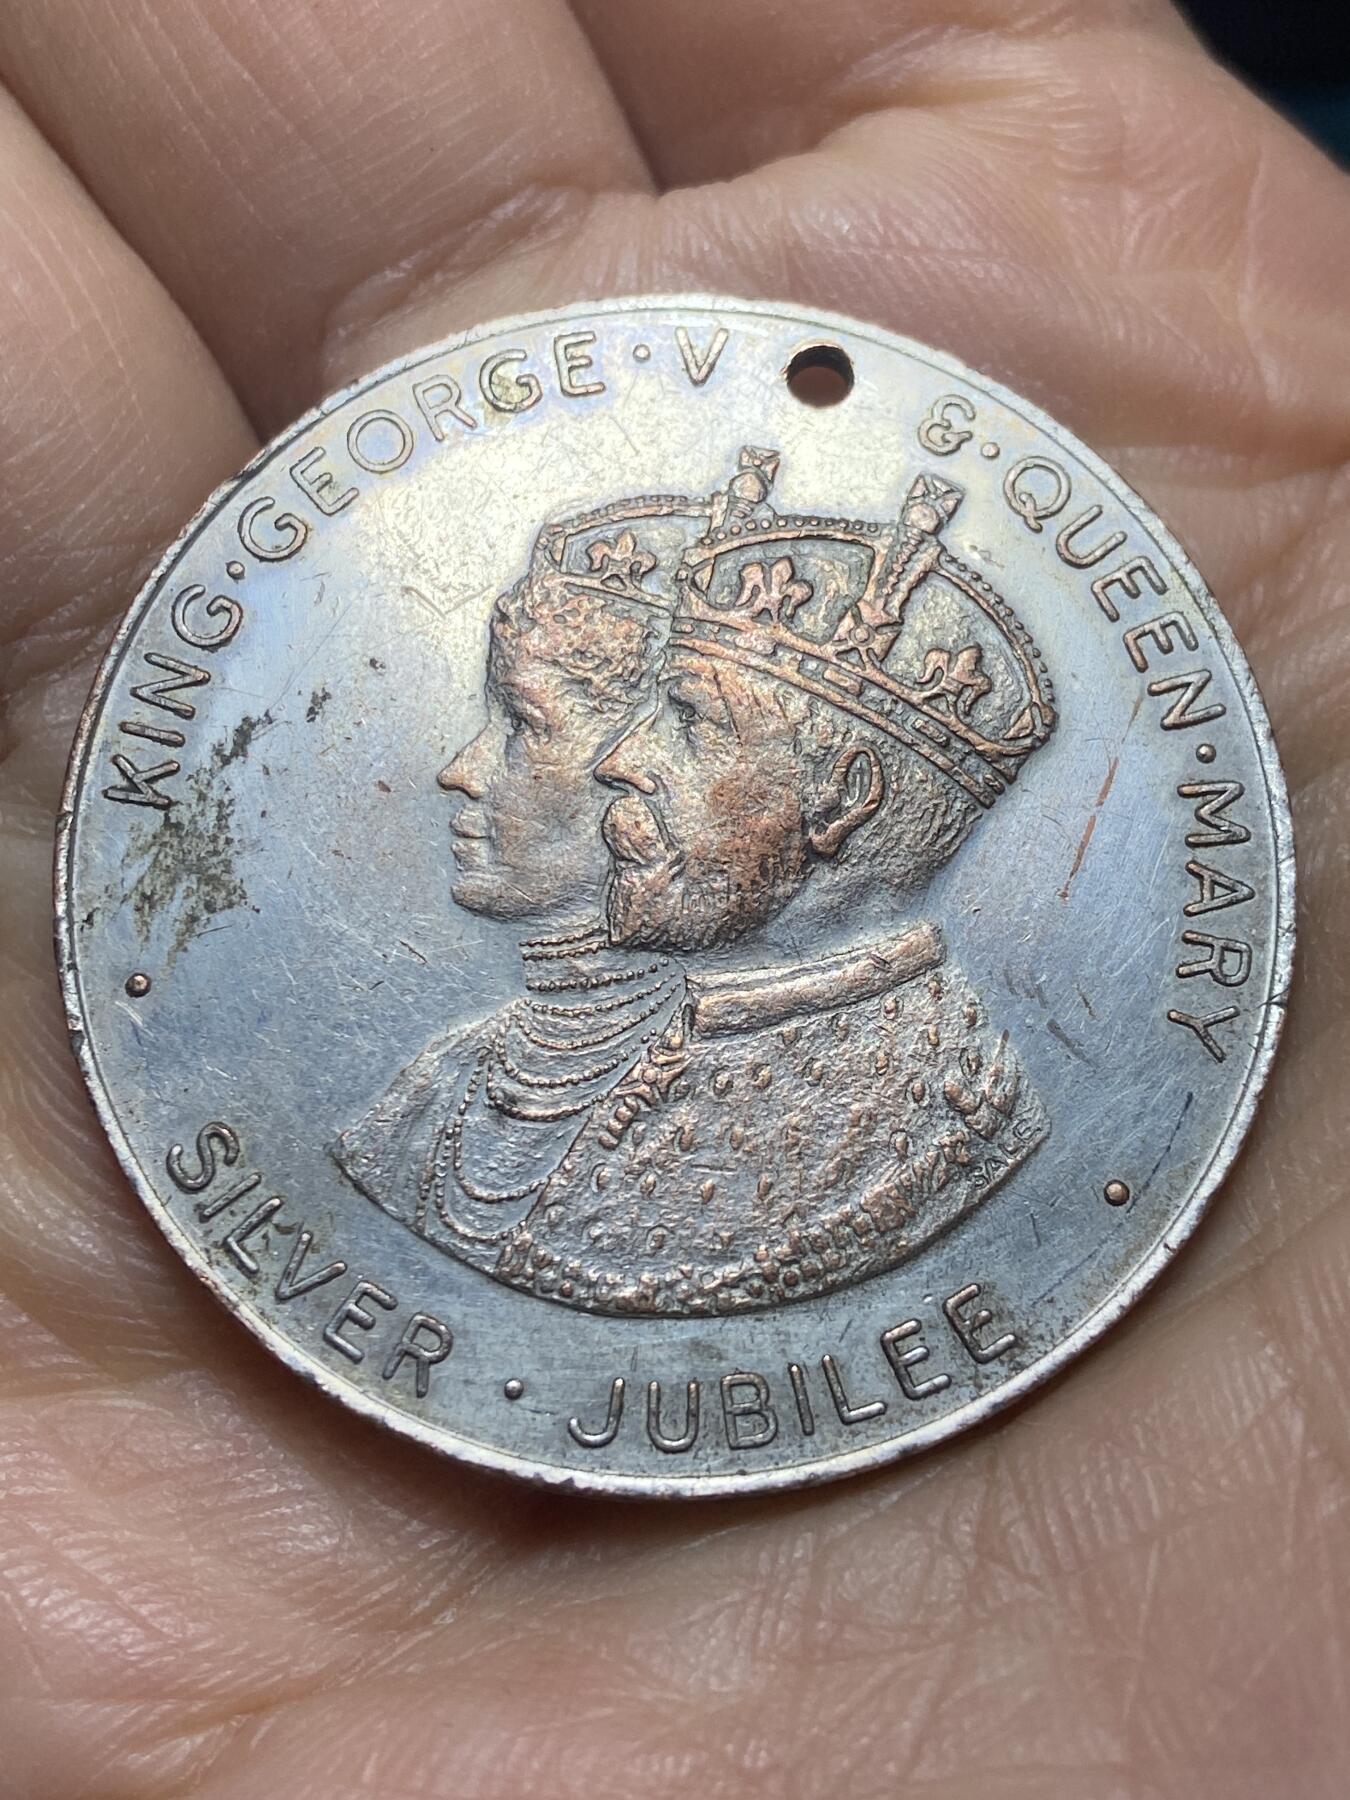 KING · GEORGE · V & · QUEEN · MARY
· SILVER · JUBILEE ·
SALE